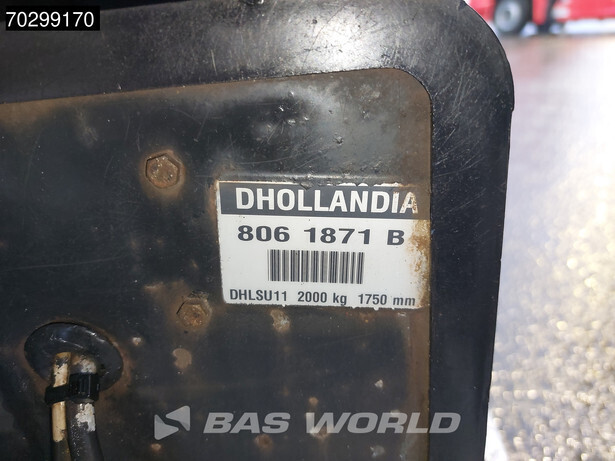 70299170
DHOLLANDIA
806 1871 B
DHLSU11 2000 kg 1750 mm
BAS WORLD